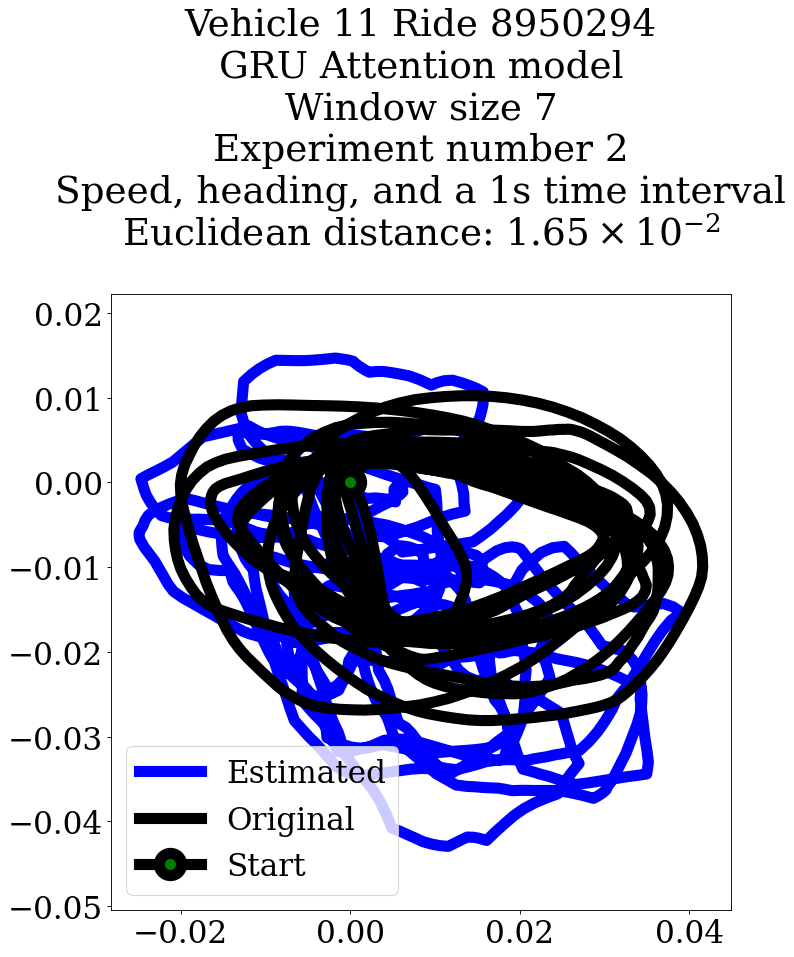 Vehicle 11 Ride 8950294
GRU Attention model
Window size 7
Experiment number 2
Speed, heading, and a 1s time interval
Euclidean distance: 1.65 × 10⁻²
0.02
0.01
0.00
−0.01
−0.02
−0.03
−0.04
−0.05
Estimated
Original
Start
−0.02 0.00 0.02 0.04